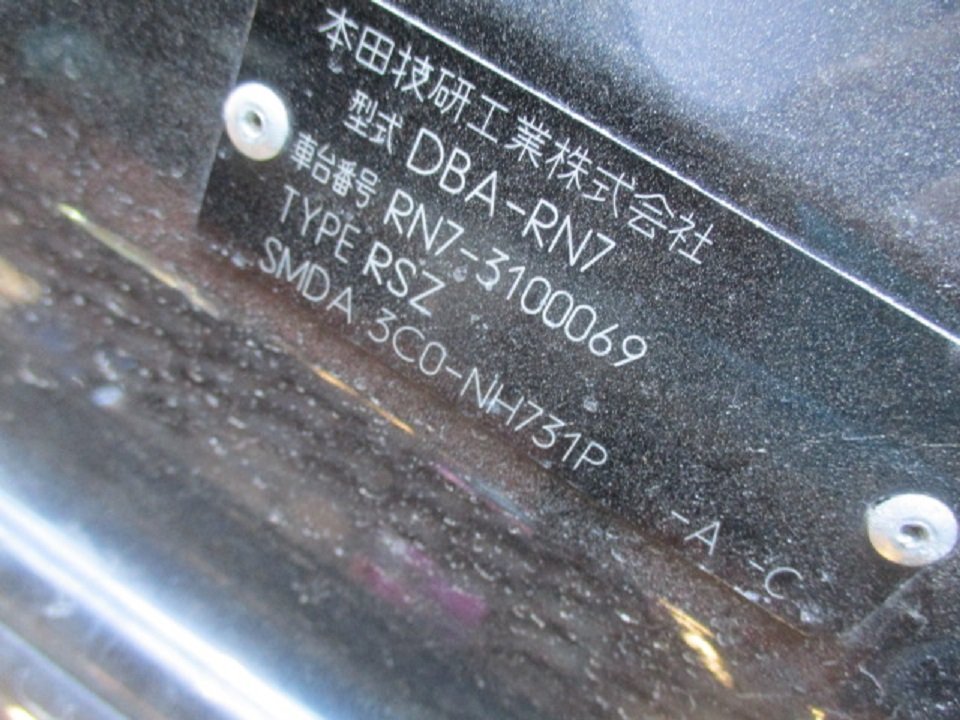 本田技研工業株式会社
型式 DBA-RN7
車台番号 RN7-3100069
TYPE RSZ
SMDA 3C0-NH731P -A -C